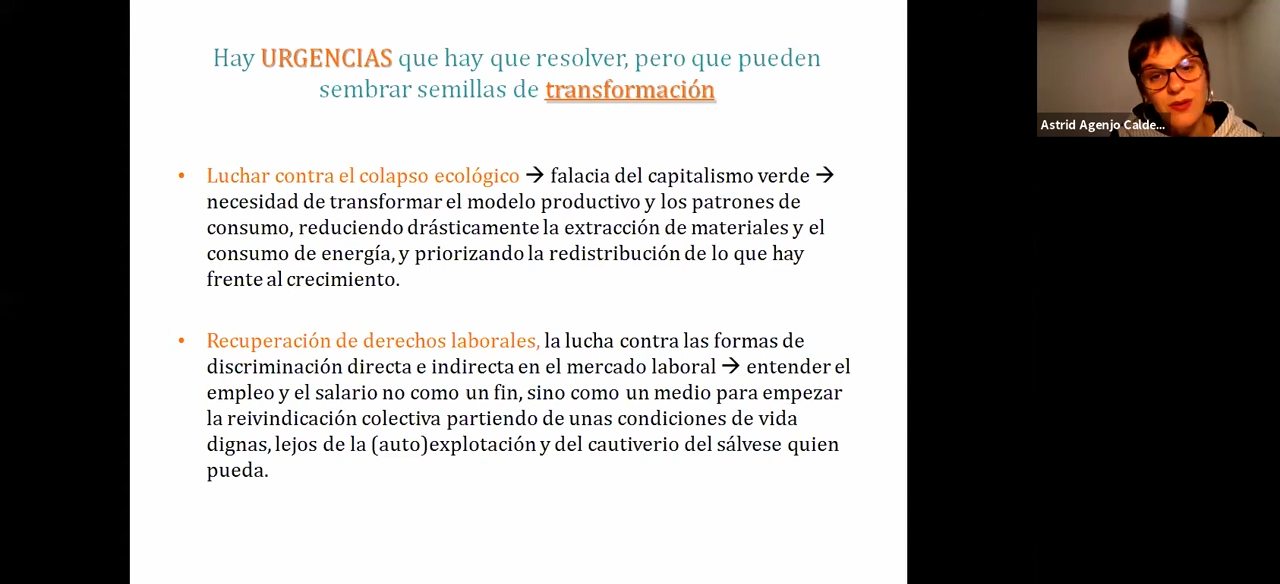 Hay URGENCIAS que hay que resolver, pero que pueden
sembrar semillas de transformación
• Luchar contra el colapso ecológico → falacia del capitalismo verde →
necesidad de transformar el modelo productivo y los patrones de
consumo, reduciendo drásticamente la extracción de materiales y el
consumo de energía, y priorizando la redistribución de lo que hay
frente al crecimiento.
• Recuperación de derechos laborales, la lucha contra las formas de
discriminación directa e indirecta en el mercado laboral → entender el
empleo y el salario no como un fin, sino como un medio para empezar
la reivindicación colectiva partiendo de unas condiciones de vida
dignas, lejos de la (auto)explotación y del cautiverio del sálvese quien
pueda.
Astrid Agenjo Calde...